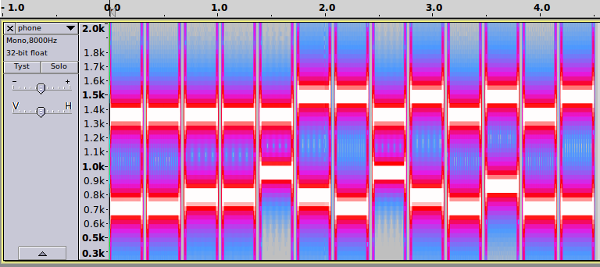 - 1.0 0.0 1.0 2.0 3.0 4.0
X phone ▼
Mono,8000Hz
32-bit float
Tyst Solo
- +
V H
2.0k
1.8k
1.7k
1.6k
1.5k
1.4k
1.3k
1.2k
1.1k
1.0k
0.9k
0.8k
0.7k
0.6k
0.5k
0.4k
0.3k